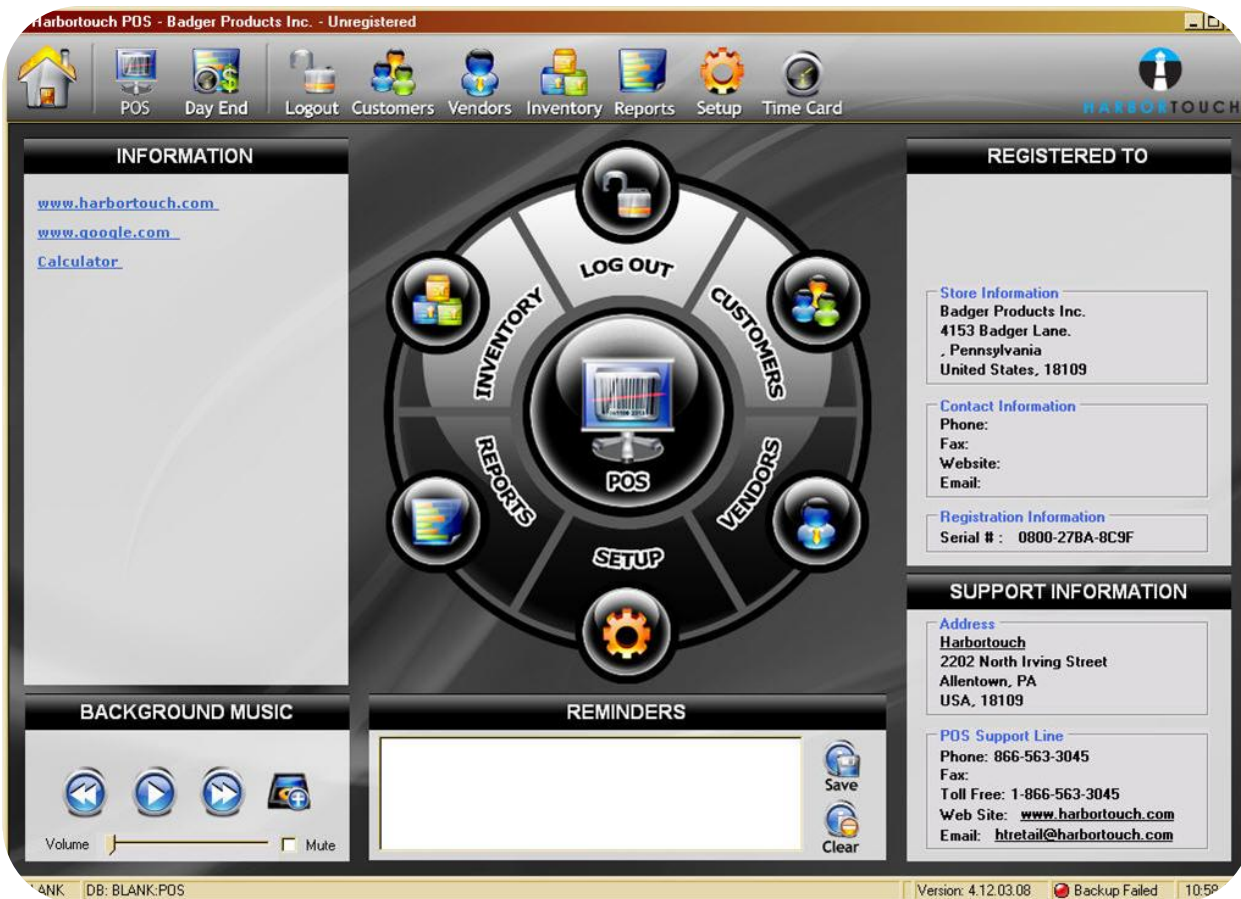 Harbortouch POS - Badger Products Inc. - Unregistered
POS
Day End
Logout
Customers
Vendors
Inventory
Reports
Setup
Time Card
HARBORTOUCH
INFORMATION
www.harbortouch.com
www.google.com
Calculator
LOG OUT
CUSTOMERS
VENDORS
SETUP
REPORTS
INVENTORY
POS
REGISTERED TO
Store Information
Badger Products Inc.
4153 Badger Lane.
, Pennsylvania
United States, 18109
Contact Information
Phone:
Fax:
Website:
Email:
Registration Information
Serial # : 0800-27BA-8C9F
SUPPORT INFORMATION
Address
Harbortouch
2202 North Irving Street
Allentown, PA
USA, 18109
POS Support Line
Phone: 866-563-3045
Fax:
Toll Free: 1-866-563-3045
Web Site: www.harbortouch.com
Email: htretail@harbortouch.com
BACKGROUND MUSIC
Volume
Mute
REMINDERS
Save
Clear
DB: BLANK:POS
Version: 4.12.03.08
Backup Failed
10:58